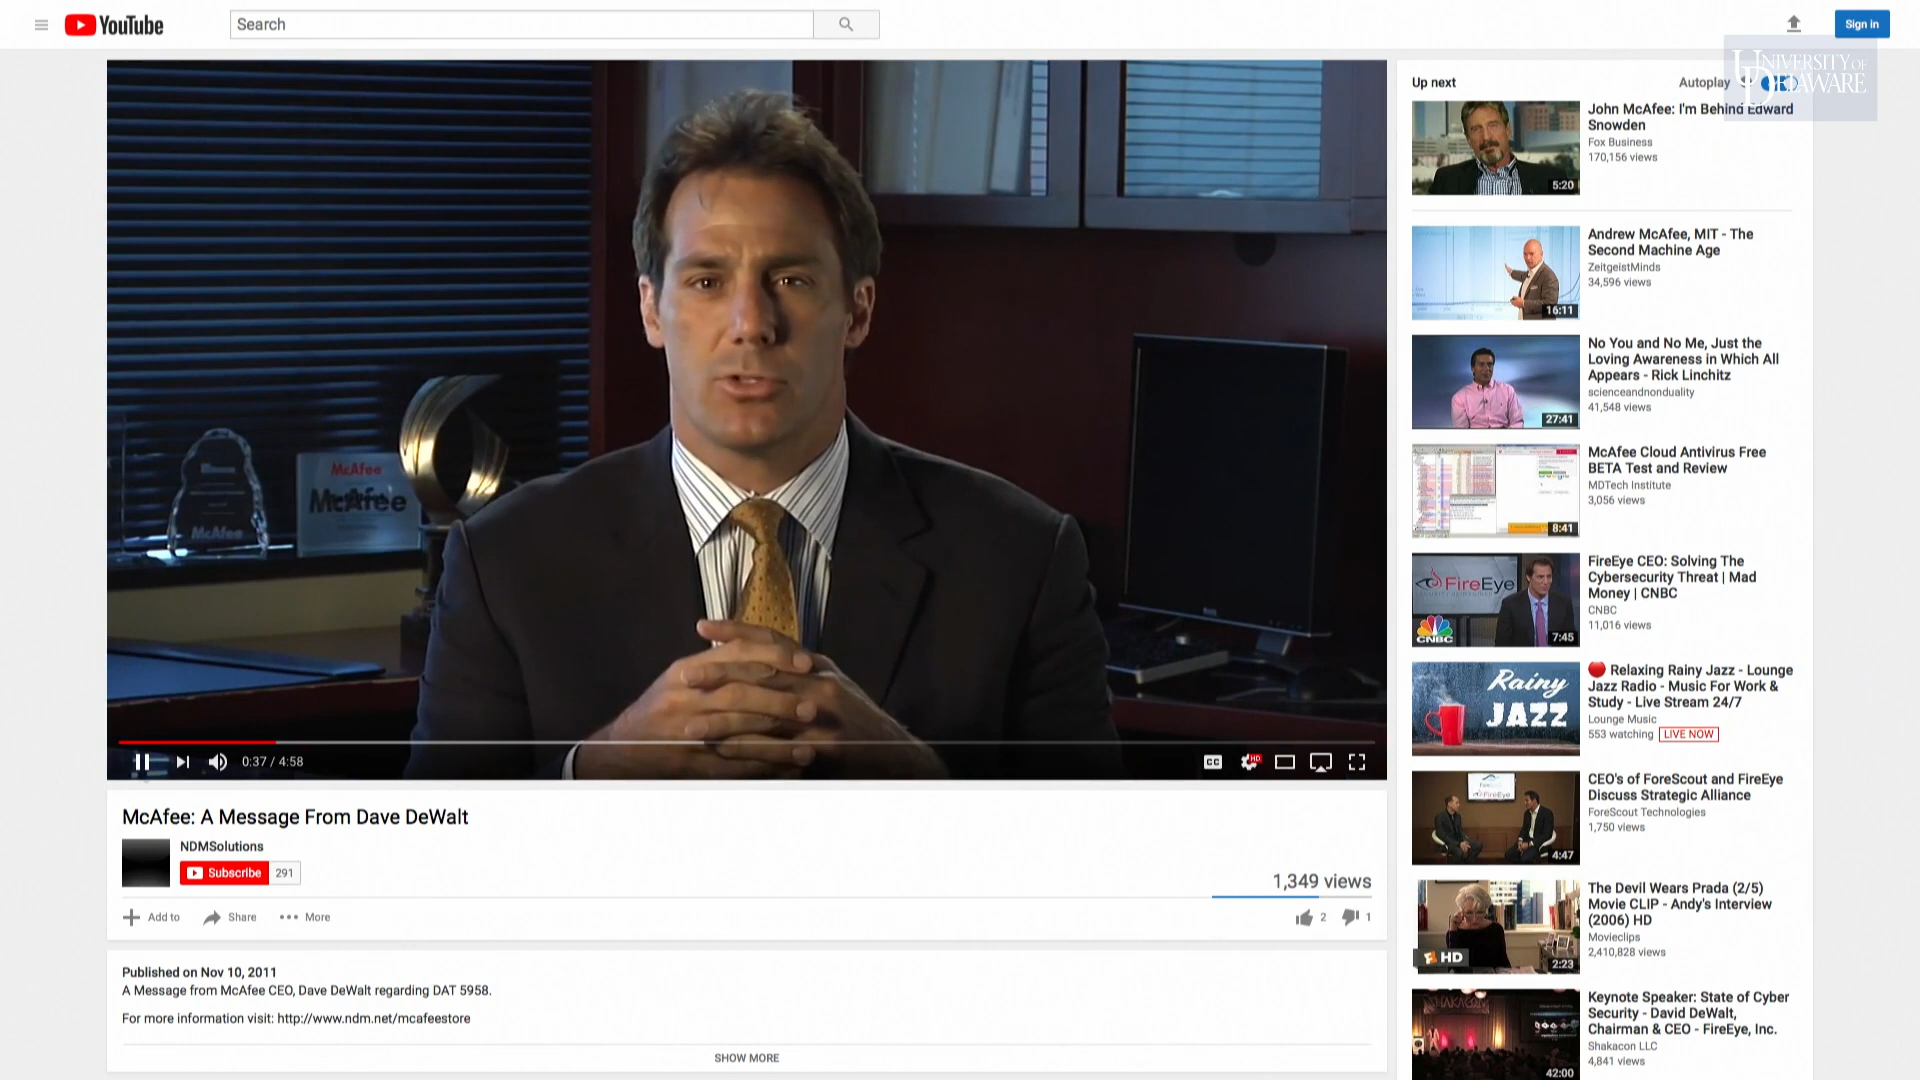 YouTube
Search
Sign in
UNIVERSITY OF
DELAWARE
McAfee
McAfee
McAfee
0:37 / 4:58
CC
HD
McAfee: A Message From Dave DeWalt
NDMSolutions
Subscribe 291
1,349 views
Add to Share More
2 1
Published on Nov 10, 2011
A Message from McAfee CEO, Dave DeWalt regarding DAT 5958.
For more information visit: http://www.ndm.net/mcafeestore
SHOW MORE
Up next Autoplay
5:20
John McAfee: I'm Behind Edward
Snowden
Fox Business
170,156 views
16:11
Andrew McAfee, MIT - The
Second Machine Age
ZeitgeistMinds
34,596 views
27:41
No You and No Me, Just the
Loving Awareness in Which All
Appears - Rick Linchitz
scienceandnonduality
41,548 views
8:41
McAfee Cloud Antivirus Free
BETA Test and Review
MDTech Institute
3,056 views
FireEye
CNBC
7:45
FireEye CEO: Solving The
Cybersecurity Threat | Mad
Money | CNBC
CNBC
11,016 views
Rainy
JAZZ
Relaxing Rainy Jazz - Lounge
Jazz Radio - Music For Work &
Study - Live Stream 24/7
Lounge Music
553 watching LIVE NOW
FireEye
4:47
CEO's of ForeScout and FireEye
Discuss Strategic Alliance
ForeScout Technologies
1,750 views
HD
2:23
The Devil Wears Prada (2/5)
Movie CLIP - Andy's Interview
(2006) HD
Movieclips
2,410,828 views
42:00
Keynote Speaker: State of Cyber
Security - David DeWalt,
Chairman & CEO - FireEye, Inc.
Shakacon LLC
4,841 views